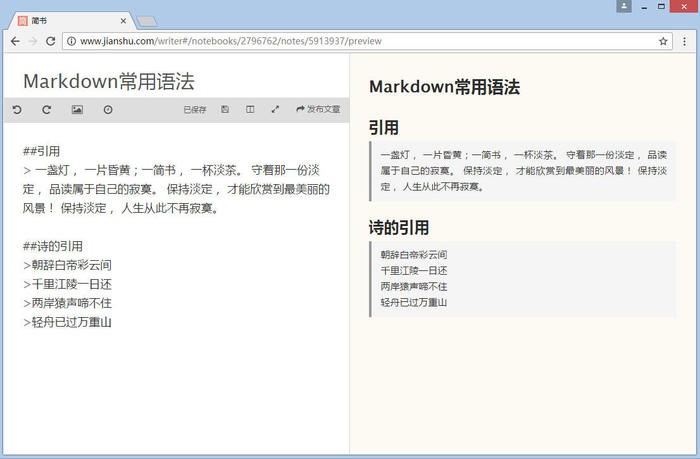 简书
www.jianshu.com/writer#/notebooks/2796762/notes/5913937/preview
Markdown常用语法
已保存
发布文章
##引用
> 一盏灯，一片昏黄；一简书，一杯淡茶。 守着那一份淡
定，品读属于自己的寂寞。 保持淡定，才能欣赏到最美丽的
风景！ 保持淡定，人生从此不再寂寞。
##诗的引用
>朝辞白帝彩云间
>千里江陵一日还
>两岸猿声啼不住
>轻舟已过万重山
Markdown常用语法
引用
一盏灯，一片昏黄；一简书，一杯淡茶。 守着那一份淡定，品读
属于自己的寂寞。 保持淡定，才能欣赏到最美丽的风景！ 保持淡
定，人生从此不再寂寞。
诗的引用
朝辞白帝彩云间
千里江陵一日还
两岸猿声啼不住
轻舟已过万重山